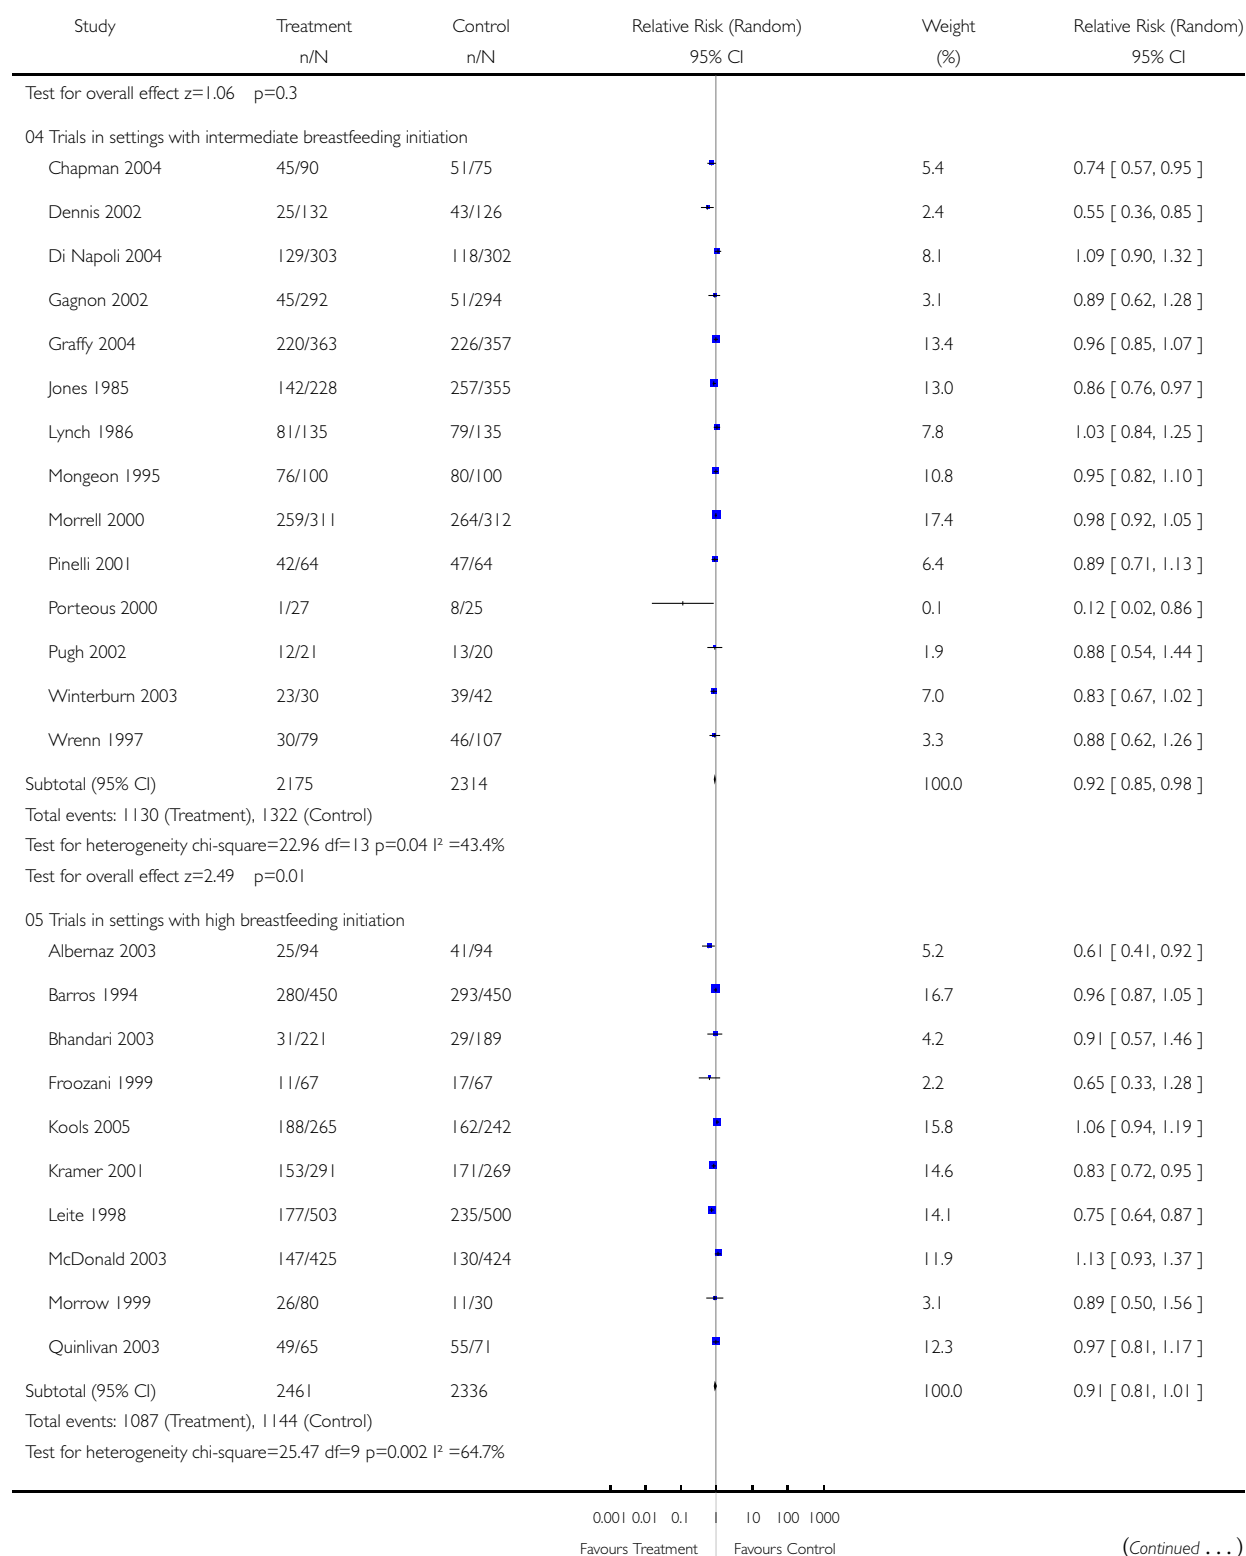 Study Treatment Control Relative Risk (Random) Weight Relative Risk (Random)
n/N n/N 95% CI (%) 95% CI
Test for overall effect z=1.06 p=0.3
04 Trials in settings with intermediate breastfeeding initiation
Chapman 2004 45/90 51/75 5.4 0.74 [ 0.57, 0.95 ]
Dennis 2002 25/132 43/126 2.4 0.55 [ 0.36, 0.85 ]
Di Napoli 2004 129/303 118/302 8.1 1.09 [ 0.90, 1.32 ]
Gagnon 2002 45/292 51/294 3.1 0.89 [ 0.62, 1.28 ]
Graffy 2004 220/363 226/357 13.4 0.96 [ 0.85, 1.07 ]
Jones 1985 142/228 257/355 13.0 0.86 [ 0.76, 0.97 ]
Lynch 1986 81/135 79/135 7.8 1.03 [ 0.84, 1.25 ]
Mongeon 1995 76/100 80/100 10.8 0.95 [ 0.82, 1.10 ]
Morrell 2000 259/311 264/312 17.4 0.98 [ 0.92, 1.05 ]
Pinelli 2001 42/64 47/64 6.4 0.89 [ 0.71, 1.13 ]
Porteous 2000 1/27 8/25 0.1 0.12 [ 0.02, 0.86 ]
Pugh 2002 12/21 13/20 1.9 0.88 [ 0.54, 1.44 ]
Winterburn 2003 23/30 39/42 7.0 0.83 [ 0.67, 1.02 ]
Wrenn 1997 30/79 46/107 3.3 0.88 [ 0.62, 1.26 ]
Subtotal (95% CI) 2175 2314 100.0 0.92 [ 0.85, 0.98 ]
Total events: 1130 (Treatment), 1322 (Control)
Test for heterogeneity chi-square=22.96 df=13 p=0.04 I² =43.4%
Test for overall effect z=2.49 p=0.01
05 Trials in settings with high breastfeeding initiation
Albernaz 2003 25/94 41/94 5.2 0.61 [ 0.41, 0.92 ]
Barros 1994 280/450 293/450 16.7 0.96 [ 0.87, 1.05 ]
Bhandari 2003 31/221 29/189 4.2 0.91 [ 0.57, 1.46 ]
Froozani 1999 11/67 17/67 2.2 0.65 [ 0.33, 1.28 ]
Kools 2005 188/265 162/242 15.8 1.06 [ 0.94, 1.19 ]
Kramer 2001 153/291 171/269 14.6 0.83 [ 0.72, 0.95 ]
Leite 1998 177/503 235/500 14.1 0.75 [ 0.64, 0.87 ]
McDonald 2003 147/425 130/424 11.9 1.13 [ 0.93, 1.37 ]
Morrow 1999 26/80 11/30 3.1 0.89 [ 0.50, 1.56 ]
Quinlivan 2003 49/65 55/71 12.3 0.97 [ 0.81, 1.17 ]
Subtotal (95% CI) 2461 2336 100.0 0.91 [ 0.81, 1.01 ]
Total events: 1087 (Treatment), 1144 (Control)
Test for heterogeneity chi-square=25.47 df=9 p=0.002 I² =64.7%
0.001 0.01 0.1 1 10 100 1000
Favours Treatment Favours Control (Continued . . . )